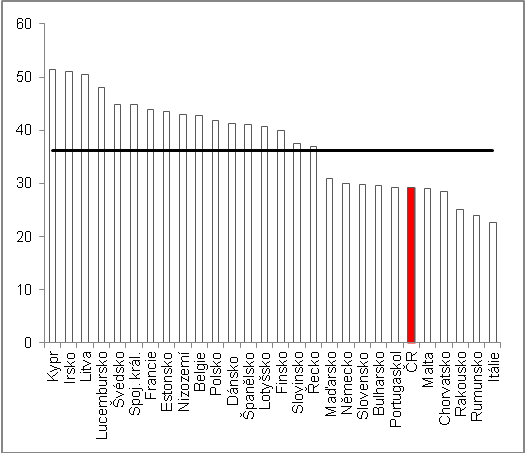 60
50
40
30
20
10
0
Kypr
Irsko
Litva
Lucembursko
Švédsko
Spoj. král.
Francie
Estonsko
Nizozemí
Belgie
Polsko
Dánsko
Španělsko
Lotyšsko
Finsko
Slovinsko
Řecko
Maďarsko
Německo
Slovensko
Bulharsko
Portugaskol
ČR
Malta
Chorvatsko
Rakousko
Rumunsko
Itálie